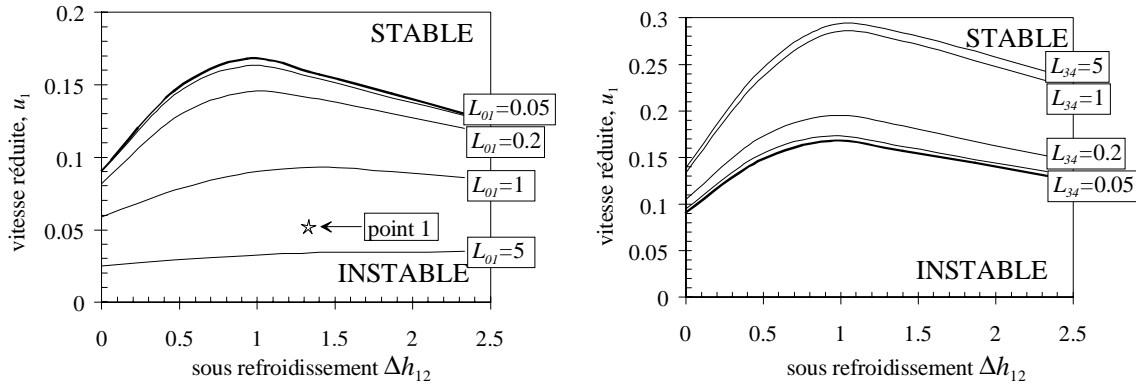 0.2
0.15
0.1
0.05
0
vitesse réduite, u1
STABLE
L01=0.05
L01=0.2
L01=1
point 1
L01=5
INSTABLE
0 0.5 1 1.5 2 2.5
sous refroidissement Δh12
0.3
0.25
0.2
0.15
0.1
0.05
0.00
vitesse réduite, u1
STABLE
L34=5
L34=1
L34=0.2
L34=0.05
INSTABLE
0 0.5 1 1.5 2 2.5
sous refroidissement Δh12